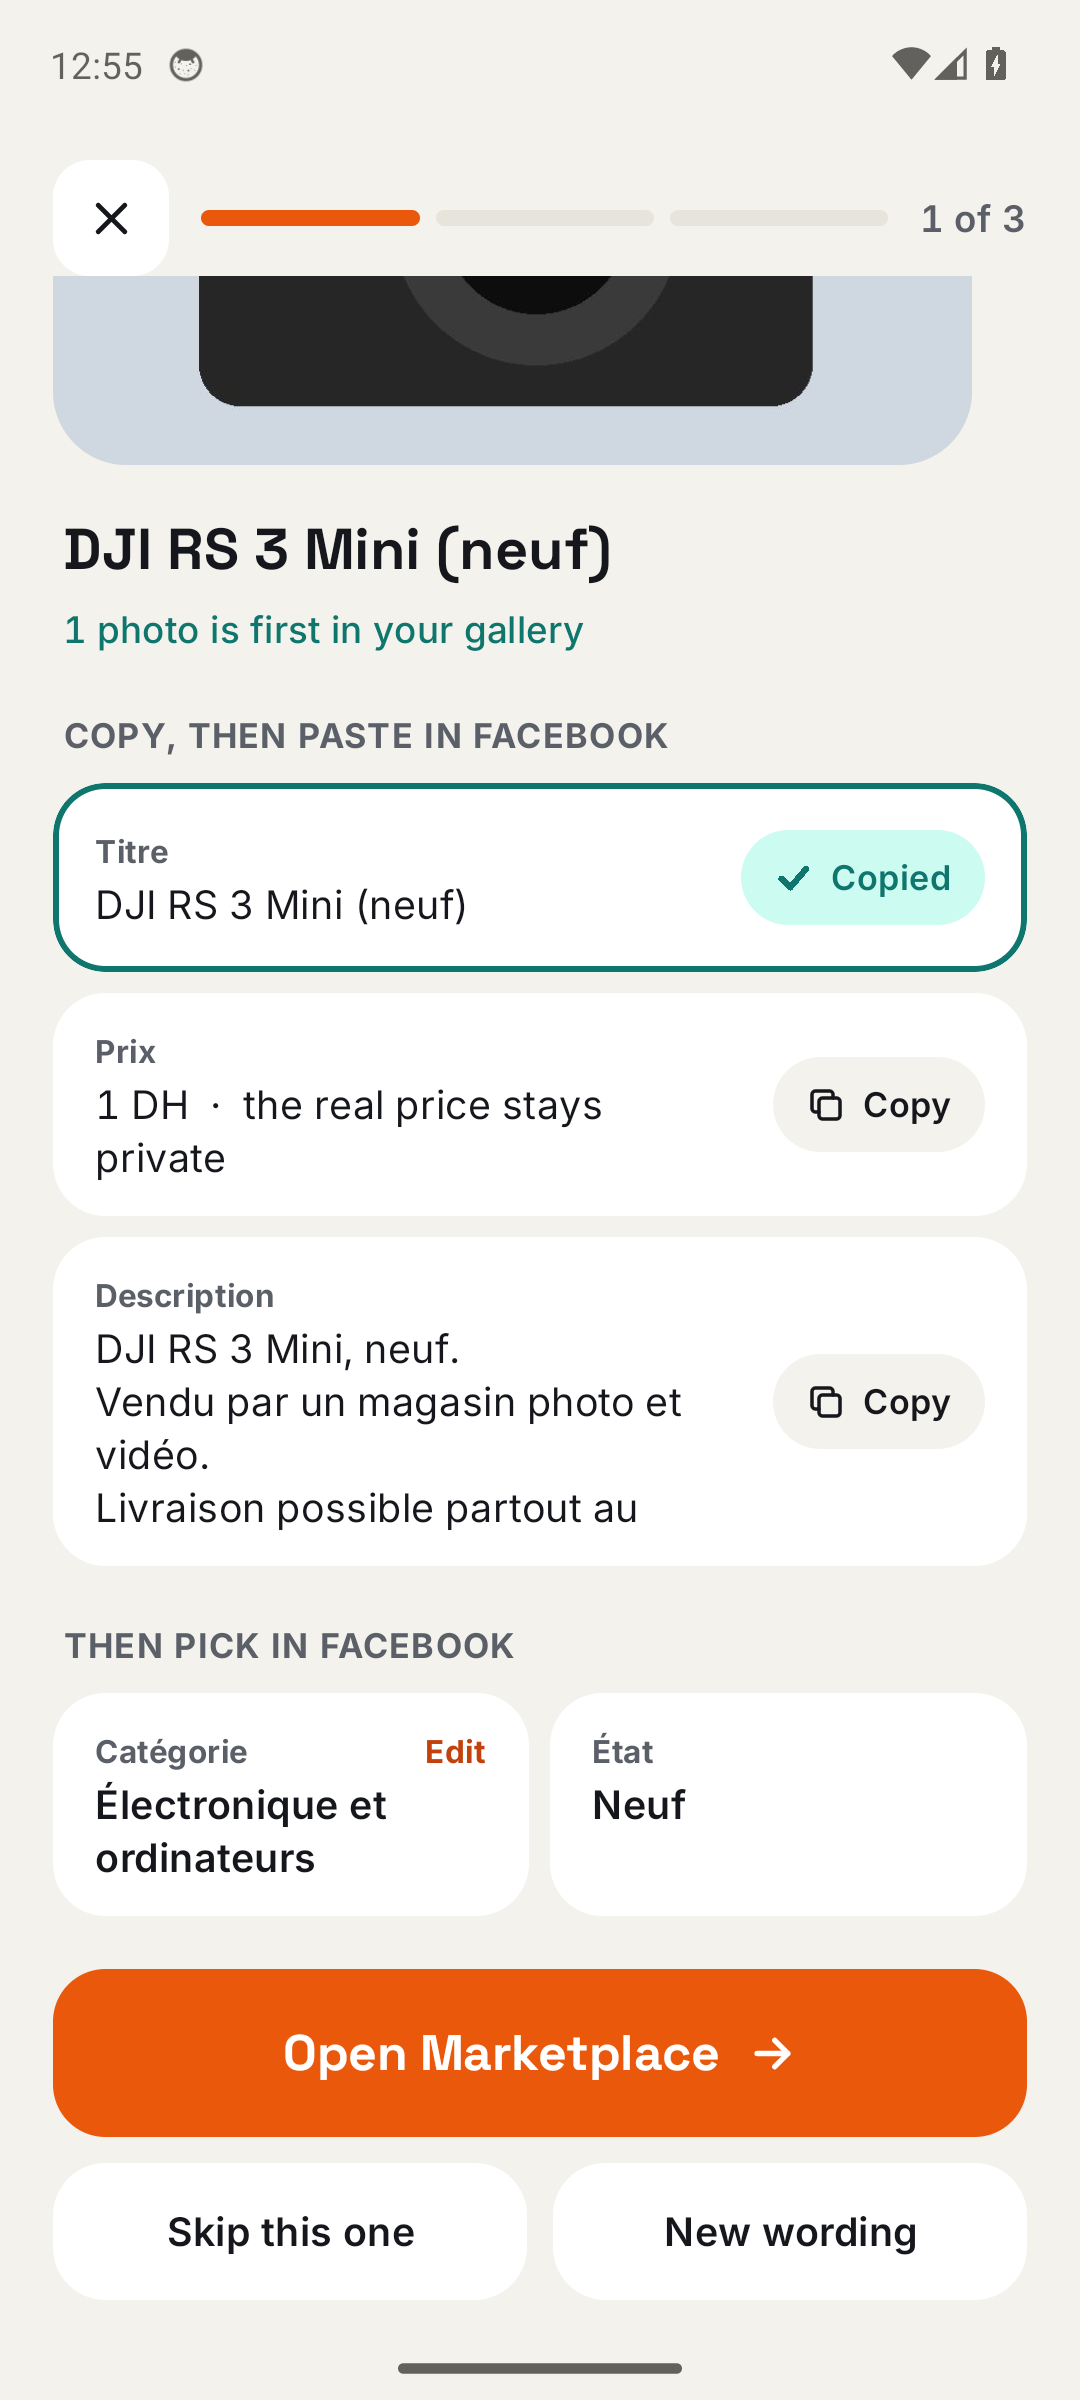 12:55
1 of 3
DJI RS 3 Mini (neuf)
1 photo is first in your gallery
COPY, THEN PASTE IN FACEBOOK
Titre
DJI RS 3 Mini (neuf)
Copied
Prix
1 DH · the real price stays
private
Copy
Description
DJI RS 3 Mini, neuf.
Vendu par un magasin photo et
vidéo.
Livraison possible partout au
Copy
THEN PICK IN FACEBOOK
Catégorie
Edit
Électronique et
ordinateurs
État
Neuf
Open Marketplace →
Skip this one
New wording